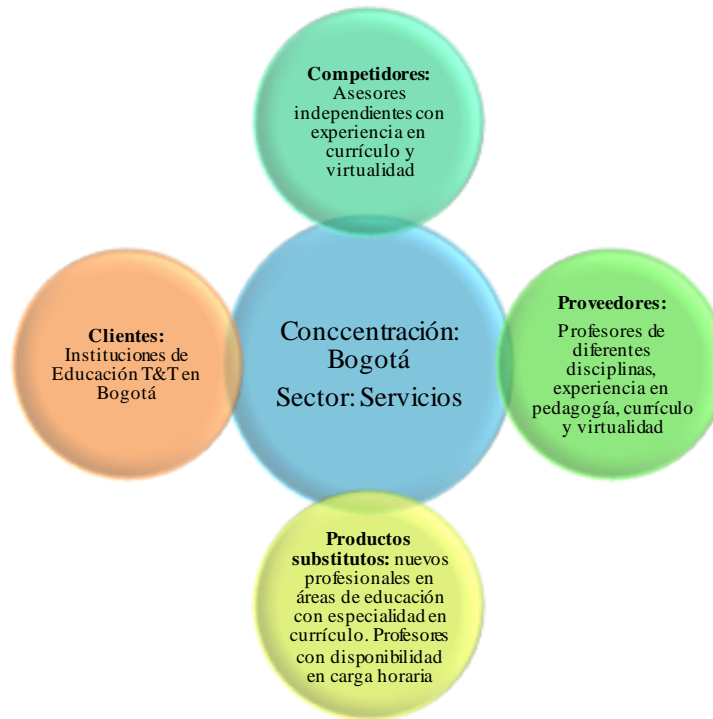 Competidores:
Asesores
independientes con
experiencia en
currículo y
virtualidad
Clientes:
Instituciones de
Educación T&T en
Bogotá
Conccentración:
Bogotá
Sector: Servicios
Proveedores:
Profesores de
diferentes
disciplinas,
experiencia en
pedagogía, currículo
y virtualidad
Productos
substitutos: nuevos
profesionales en
áreas de educación
con especialidad en
currículo. Profesores
con disponibilidad
en carga horaria